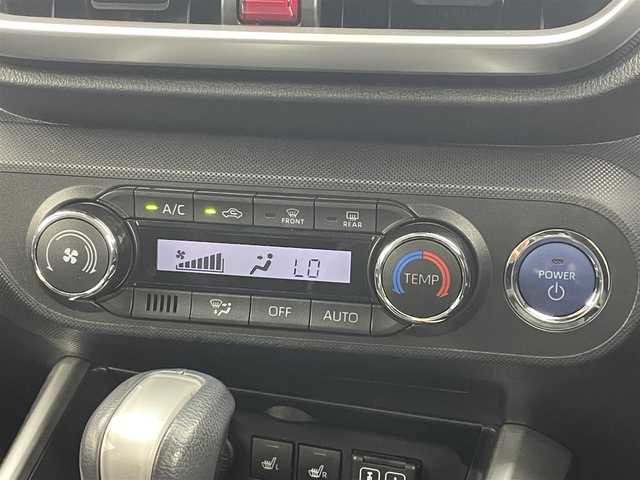 A/C
FRONT
REAR
LO
TEMP
POWER
OFF
AUTO
L
R